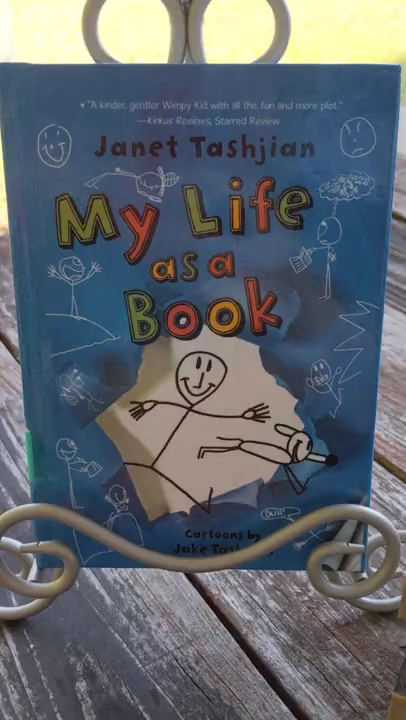 ★ "A kinder, gentler Wimpy Kid with all the fun and more plot."
—Kirkus Reviews, Starred Review
Janet Tashjian
My Life
as a
Book
DUH!
Cartoons by
Jake